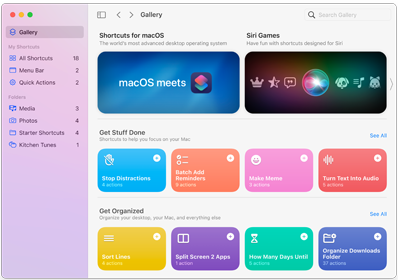 Gallery
Search Gallery
Gallery
My Shortcuts
All Shortcuts 18
Menu Bar 2
Quick Actions 2
Folders
Media 3
Photos 4
Starter Shortcuts 4
Kitchen Tunes 1
Shortcuts for macOS
The world's most advanced desktop operating system
macOS meets
Siri Games
Have fun with shortcuts designed for Siri
Get Stuff Done
Shortcuts to help you focus on your Mac
See All
Stop Distractions
4 actions
Batch Add
Reminders
9 actions
Make Meme
3 actions
Turn Text Into Audio
5 actions
Get Organized
Organize your desktop, your Mac, and everything else
See All
Sort Lines
4 actions
Split Screen 2 Apps
1 action
How Many Days Until
5 actions
Organize Downloads
Folder
37 actions